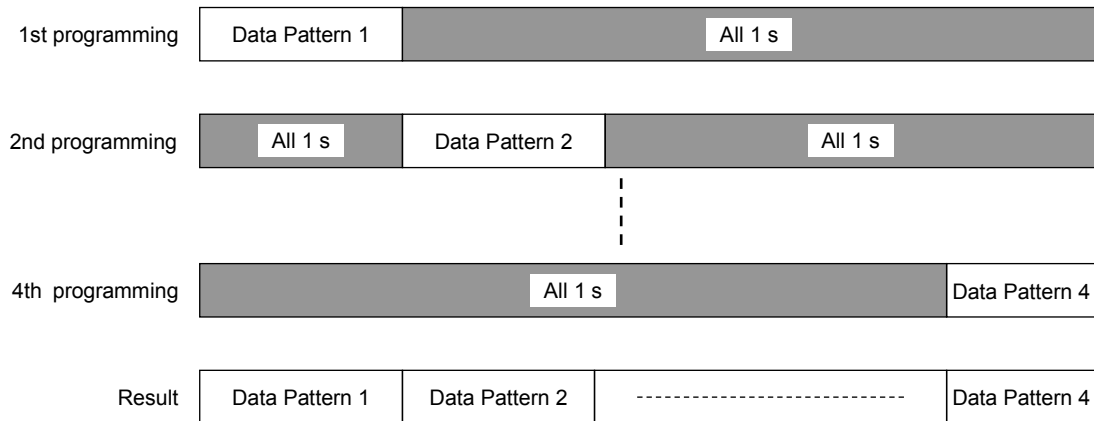 1st programming Data Pattern 1 All 1 s
2nd programming All 1 s Data Pattern 2 All 1 s
4th programming All 1 s Data Pattern 4
Result Data Pattern 1 Data Pattern 2 Data Pattern 4